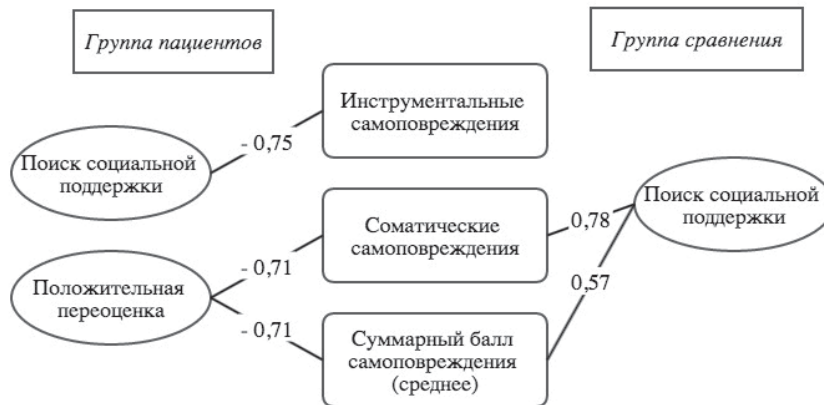 Группа пациентов
Группа сравнения
Инструментальные
самоповреждения
- 0,75
Поиск социальной
поддержки
Соматические
самоповреждения
Поиск социальной
поддержки
0,78
- 0,71
0,57
Положительная
переоценка
- 0,71
Суммарный балл
самоповреждения
(среднее)